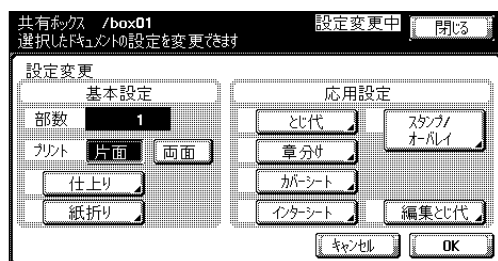 共有ボックス /box01
設定変更中 閉じる
選択したドキュメントの設定を変更できます
設定変更
基本設定
部数 1
プリント 片面 両面
仕上り
紙折り
応用設定
とじ代
章分け
カバーシート
インターシート
スタンプ/
オーバレイ
編集とじ代
キャンセル OK